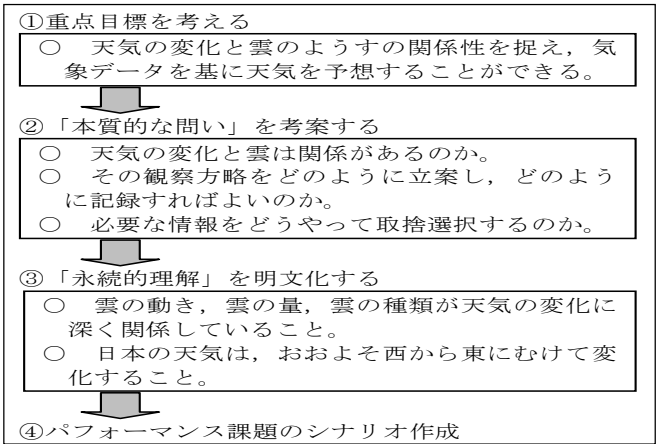 ①重点目標を考える
○　天気の変化と雲のようすの関係性を捉え，気
象データを基に天気を予想することができる。
②「本質的な問い」を考案する
○　天気の変化と雲は関係があるのか。
○　その観察方略をどのように立案し，どのよう
に記録すればよいのか。
○　必要な情報をどうやって取捨選択するのか。
③「永続的理解」を明文化する
○　雲の動き，雲の量，雲の種類が天気の変化に
深く関係していること。
○　日本の天気は，おおよそ西から東にむけて変
化すること。
④パフォーマンス課題のシナリオ作成